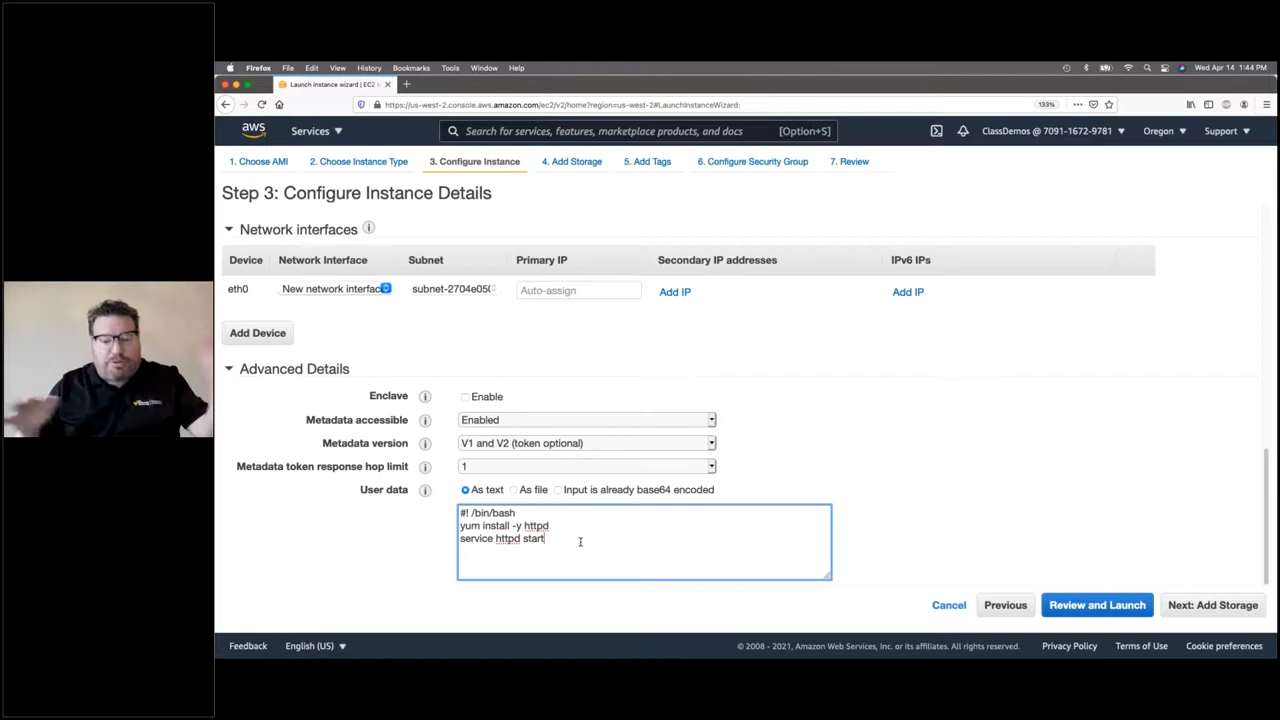 Firefox File Edit View History Bookmarks Tools Window Help Wed Apr 14 1:44 PM
Launch instance wizard | EC2
https://us-west-2.console.aws.amazon.com/ec2/v2/home?region=us-west-2#LaunchInstanceWizard: 133%
aws Services Search for services, features, marketplace products, and docs [Option+S] ClassDemos @ 7091-1672-9781 Oregon Support
1. Choose AMI 2. Choose Instance Type 3. Configure Instance 4. Add Storage 5. Add Tags 6. Configure Security Group 7. Review
Step 3: Configure Instance Details
Network interfaces
Device Network Interface Subnet Primary IP Secondary IP addresses IPv6 IPs
eth0 New network interfac subnet-2704e05( Auto-assign Add IP Add IP
Add Device
Advanced Details
Enclave Enable
Metadata accessible Enabled
Metadata version V1 and V2 (token optional)
Metadata token response hop limit 1
User data As text As file Input is already base64 encoded
#! /bin/bash
yum install -y httpd
service httpd start
Cancel Previous Review and Launch Next: Add Storage
Feedback English (US) © 2008 - 2021, Amazon Web Services, Inc. or its affiliates. All rights reserved. Privacy Policy Terms of Use Cookie preferences